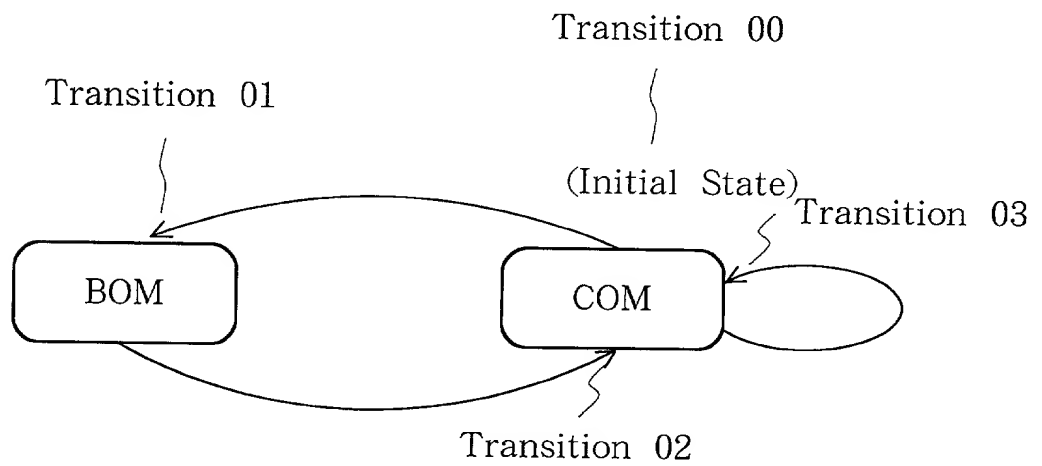 Transition 00
Transition 01
(Initial State)
Transition 03
BOM
COM
Transition 02